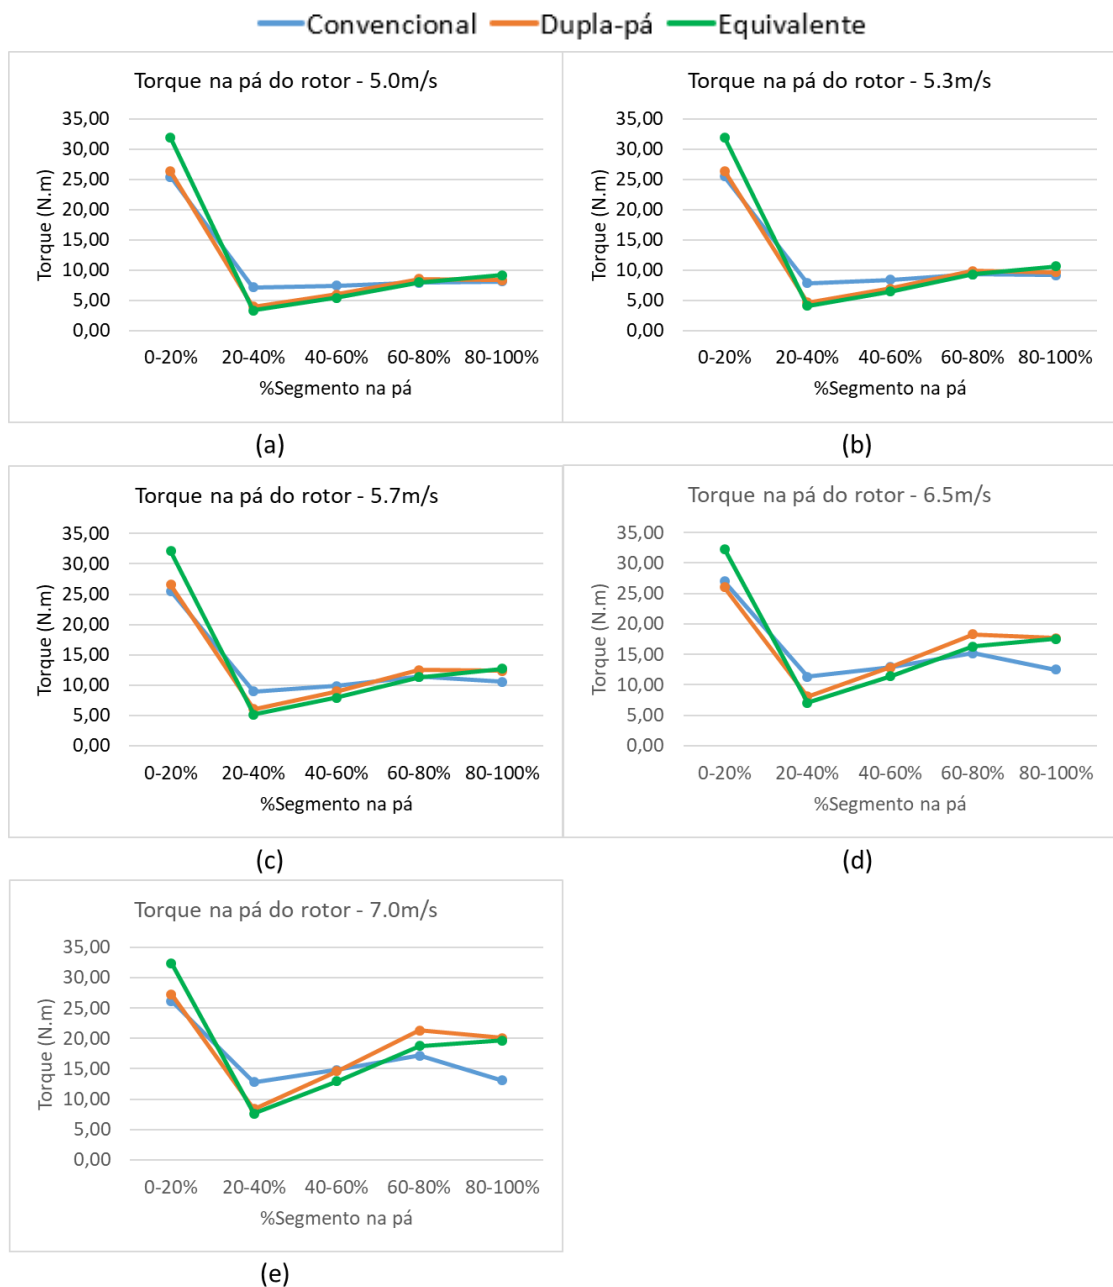 Convencional Dupla-pá Equivalente
Torque na pá do rotor - 5.0m/s
35,00
30,00
25,00
20,00
15,00
10,00
5,00
0,00
Torque (N.m)
0-20% 20-40% 40-60% 60-80% 80-100%
%Segmento na pá
(a)
Torque na pá do rotor - 5.3m/s
35,00
30,00
25,00
20,00
15,00
10,00
5,00
0,00
Torque (N.m)
0-20% 20-40% 40-60% 60-80% 80-100%
%Segmento na pá
(b)
Torque na pá do rotor - 5.7m/s
35,00
30,00
25,00
20,00
15,00
10,00
5,00
0,00
Torque (N.m)
0-20% 20-40% 40-60% 60-80% 80-100%
%Segmento na pá
(c)
Torque na pá do rotor - 6.5m/s
35,00
30,00
25,00
20,00
15,00
10,00
5,00
0,00
Torque (N.m)
0-20% 20-40% 40-60% 60-80% 80-100%
%Segmento na pá
(d)
Torque na pá do rotor - 7.0m/s
35,00
30,00
25,00
20,00
15,00
10,00
5,00
0,00
Torque (N.m)
0-20% 20-40% 40-60% 60-80% 80-100%
%Segmento na pá
(e)